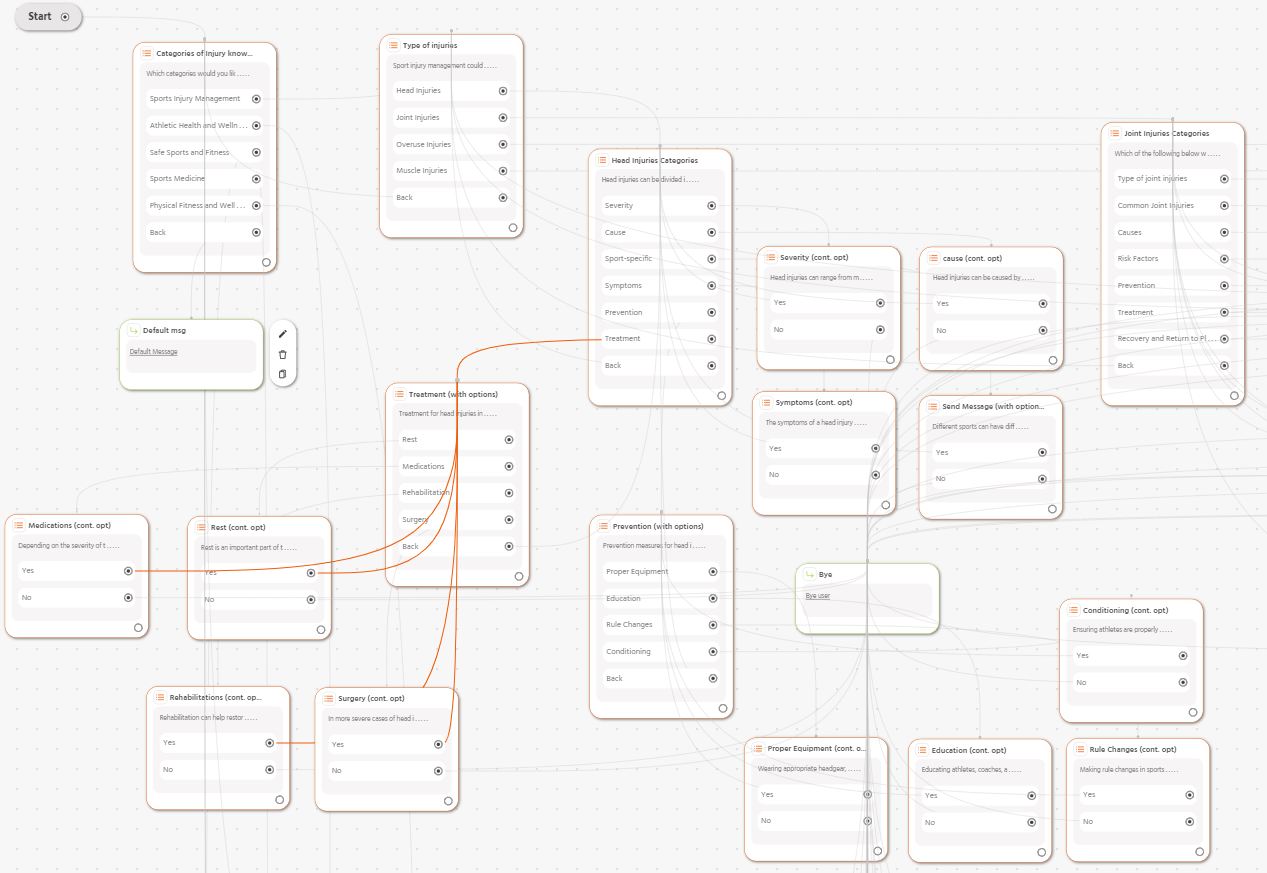 Start
Categories of Injury know...
Which categories would you lik .....
Sports Injury Management
Athletic Health and Welln ...
Safe Sports and Fitness
Sports Medicine
Physical Fitness and Well ...
Back
Type of injuries
Sport injury management could .....
Head Injuries
Joint Injuries
Overuse Injuries
Muscle Injuries
Back
Head Injuries Categories
Head injuries can be divided i .....
Severity
Cause
Sport-specific
Symptoms
Prevention
Treatment
Back
Severity (cont. opt)
Head injuries can range from m .....
Yes
No
cause (cont. opt)
Head injuries can be caused by .....
Yes
No
Joint Injuries Categories
Which of the following below w .....
Type of joint injuries
Common Joint Injuries
Causes
Risk Factors
Prevention
Treatment
Recovery and Return to Pl ...
Back
Default msg
Default Message
Treatment (with options)
Treatment for head injuries in .....
Rest
Medications
Rehabilitation
Surgery
Back
Symptoms (cont. opt)
The symptoms of a head injury .....
Yes
No
Send Message (with option...
Different sports can have diff .....
Yes
No
Medications (cont. opt)
Depending on the severity of t .....
Yes
No
Rest (cont. opt)
Rest is an important part of t .....
Yes
No
Prevention (with options)
Prevention measures for head i .....
Proper Equipment
Education
Rule Changes
Conditioning
Back
Bye
Bye user
Conditioning (cont. opt)
Ensuring athletes are properly .....
Yes
No
Rehabilitations (cont. op...
Rehabilitation can help restor .....
Yes
No
Surgery (cont. opt)
In more severe cases of head i .....
Yes
No
Proper Equipment (cont. o...
Wearing appropriate headgear, .....
Yes
No
Education (cont. opt)
Educating athletes, coaches, a .....
Yes
No
Rule Changes (cont. opt)
Making rule changes in sports .....
Yes
No